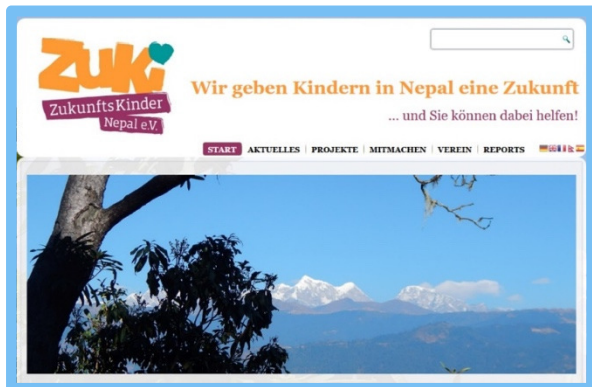 ZUKi
ZukunftsKinder
Nepal e.V.
Wir geben Kindern in Nepal eine Zukunft
... und Sie können dabei helfen!
START AKTUELLES PROJEKTE MITMACHEN VEREIN REPORTS